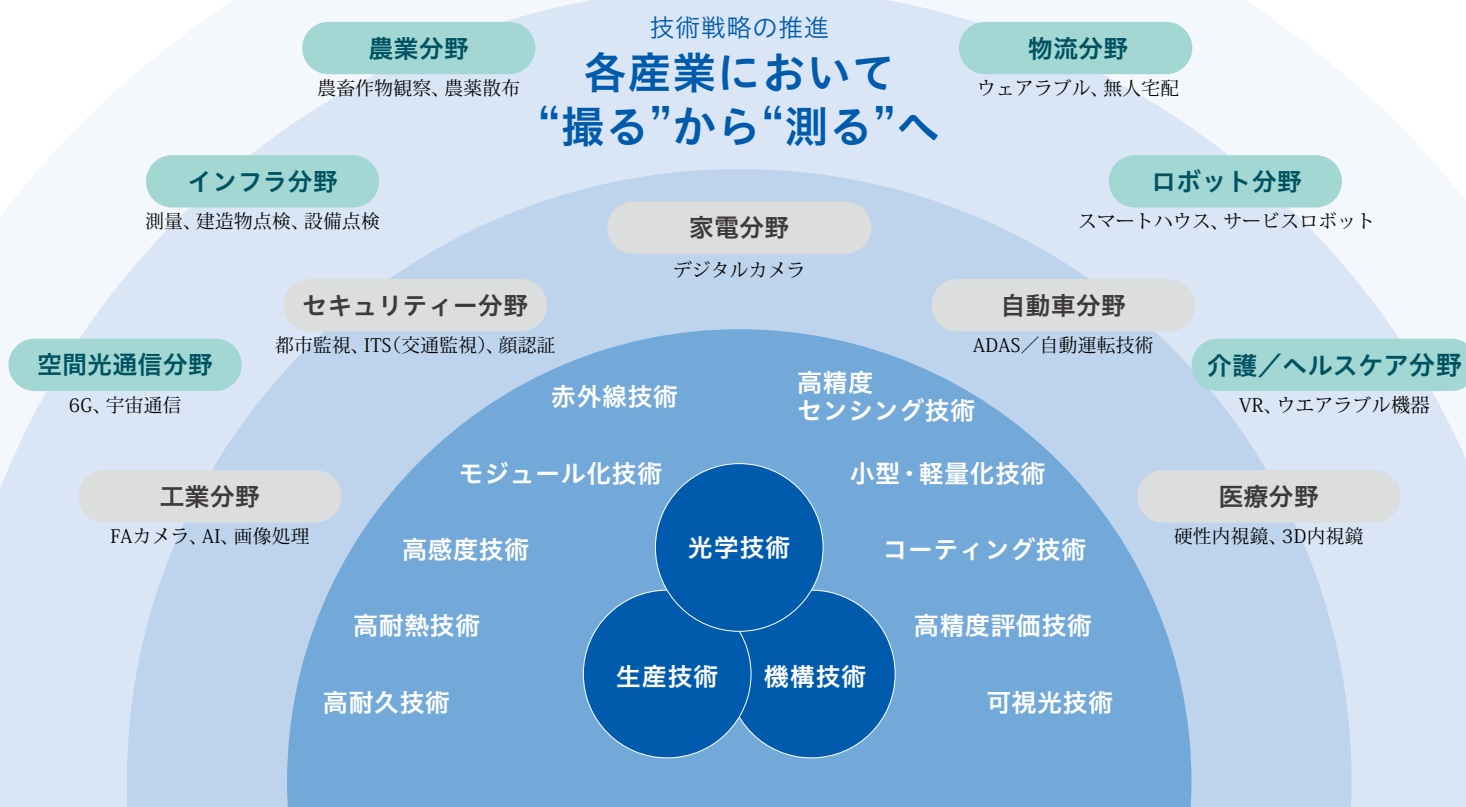 技術戦略の推進
各産業において
“撮る”から“測る”へ
農業分野
農畜作物観察、農薬散布
物流分野
ウェアラブル、無人宅配
インフラ分野
測量、建造物点検、設備点検
ロボット分野
スマートハウス、サービスロボット
家電分野
デジタルカメラ
セキュリティー分野
都市監視、ITS(交通監視)、顔認証
自動車分野
ADAS/自動運転技術
空間光通信分野
6G、宇宙通信
介護/ヘルスケア分野
VR、ウエアラブル機器
工業分野
FAカメラ、AI、画像処理
医療分野
硬性内視鏡、3D内視鏡
赤外線技術
高精度
センシング技術
モジュール化技術
小型・軽量化技術
高感度技術
コーティング技術
高耐熱技術
高精度評価技術
高耐久技術
可視光技術
光学技術
生産技術
機構技術